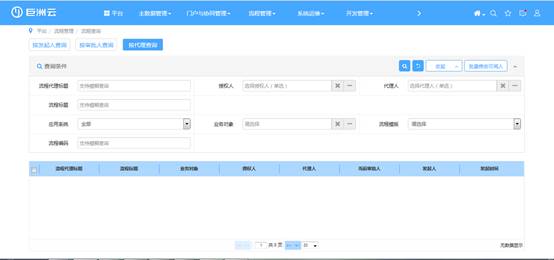 巨洲云 平台 主数据管理 门户与协同管理 流程管理 系统运维 开发管理
平台 / 流程管理 / 流程查询
按发起人查询 按审批人查询 按代理查询
查询条件 收起 批量修改可阅人
流程代理标题 支持模糊查询 授权人 选择授权人（单选） 代理人 选择代理人（单选）
流程标题 支持模糊查询
应用系统 全部 业务对象 请选择 流程模板 请选择
流程编码 支持模糊查询
流程代理标题 流程标题 业务对象 授权人 代理人 当前审批人 发起人 发起时间
1 共 0 页 无数据显示